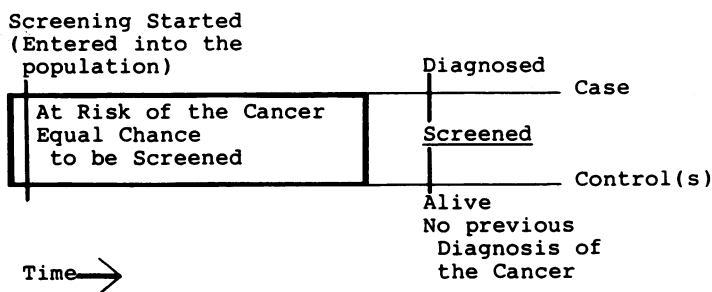 Screening Started
(Entered into the
population)
Diagnosed
Case
At Risk of the Cancer
Equal Chance
to be Screened
Screened
Control(s)
Alive
No previous
Diagnosis of
the Cancer
Time